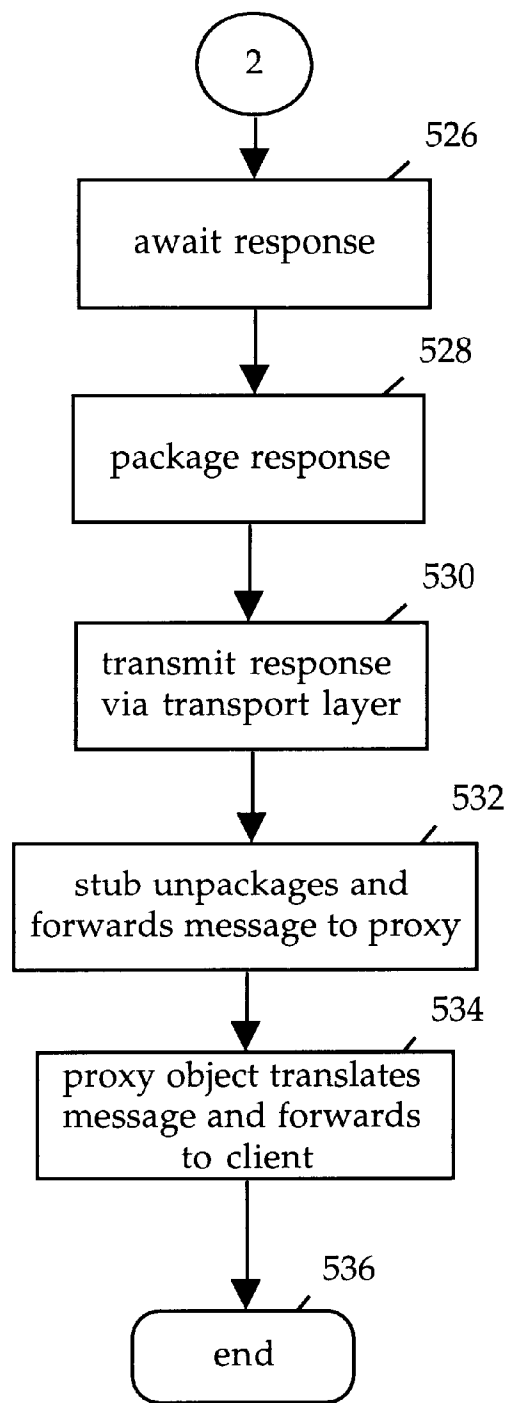 2
526
await response
528
package response
530
transmit response
via transport layer
532
stub unpackages and
forwards message to proxy
534
proxy object translates
message and forwards
to client
536
end